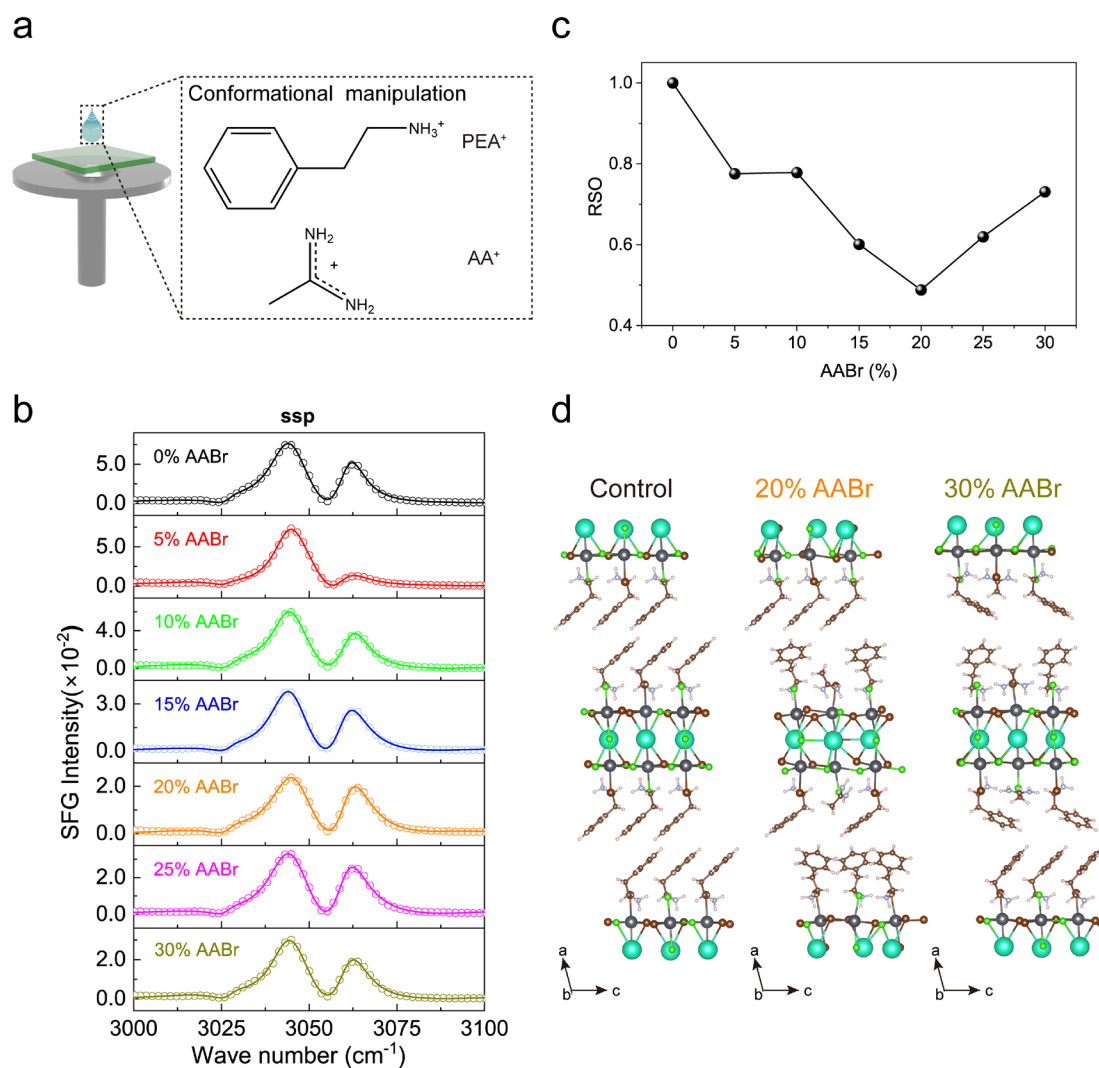 a
Conformational manipulation
NH₃⁺
PEA⁺
NH₂
+
NH₂
AA⁺
c
1.0
0.8
0.6
0.4
RSO
0
5
10
15
20
25
30
AABr (%)
b
ssp
0% AABr
5.0
0.0
5% AABr
5.0
0.0
10% AABr
4.0
0.0
15% AABr
3.0
0.0
20% AABr
2.0
0.0
25% AABr
2.0
0.0
30% AABr
2.0
0.0
SFG Intensity(×10⁻²)
3000
3025
3050
3075
3100
Wave number (cm⁻¹)
d
Control
20% AABr
30% AABr
a
b
c
a
b
c
a
b
c